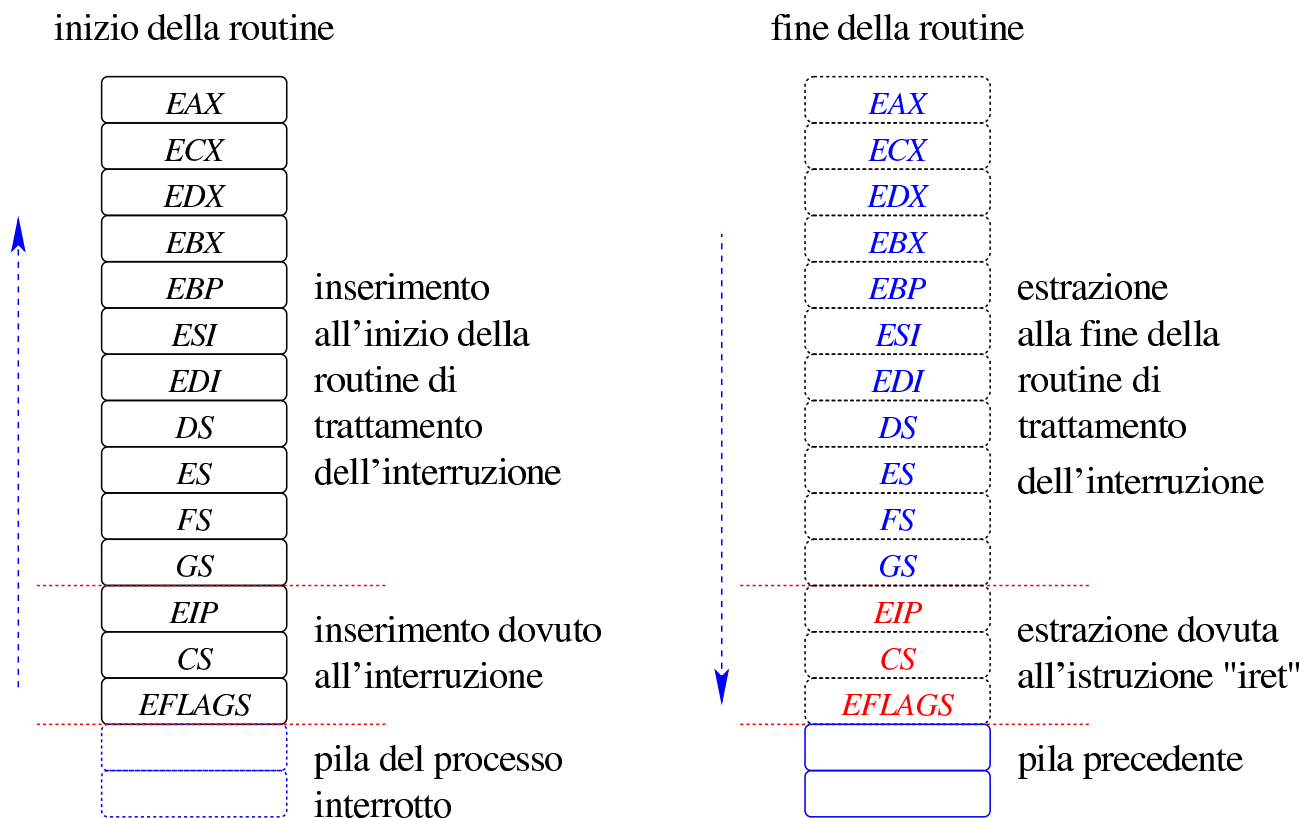 inizio della routine
EAX
ECX
EDX
EBX
EBP
ESI
EDI
DS
ES
FS
GS
EIP
CS
EFLAGS
inserimento
all'inizio della
routine di
trattamento
dell'interruzione
inserimento dovuto
all'interruzione
pila del processo
interrotto
fine della routine
EAX
ECX
EDX
EBX
EBP
ESI
EDI
DS
ES
FS
GS
EIP
CS
EFLAGS
estrazione
alla fine della
routine di
trattamento
dell'interruzione
estrazione dovuta
all'istruzione "iret"
pila precedente